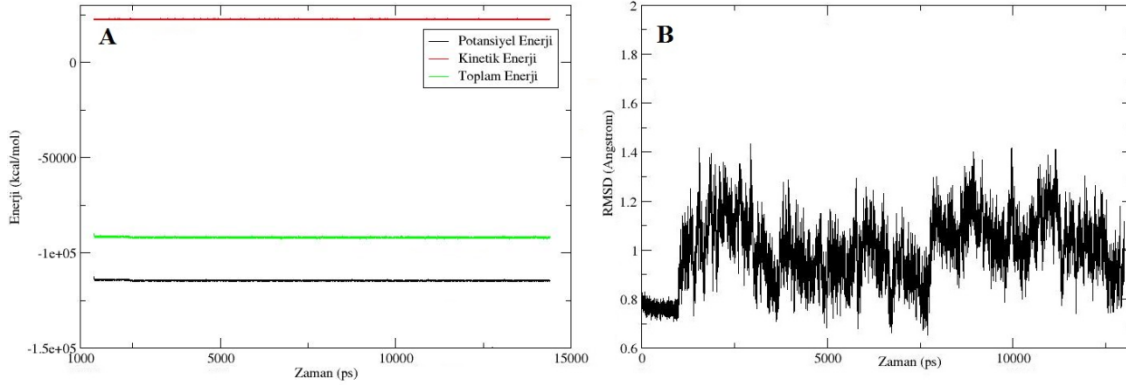 A
Potansiyel Enerji
Kinetik Enerji
Toplam Enerji
0
-50000
-1e+05
-1.5e+05
Enerji (kcal/mol)
1000
5000
10000
15000
Zaman (ps)
B
2
1.8
1.6
1.4
1.2
1
0.8
0.6
RMSD (Angstrom)
0
5000
10000
Zaman (ps)